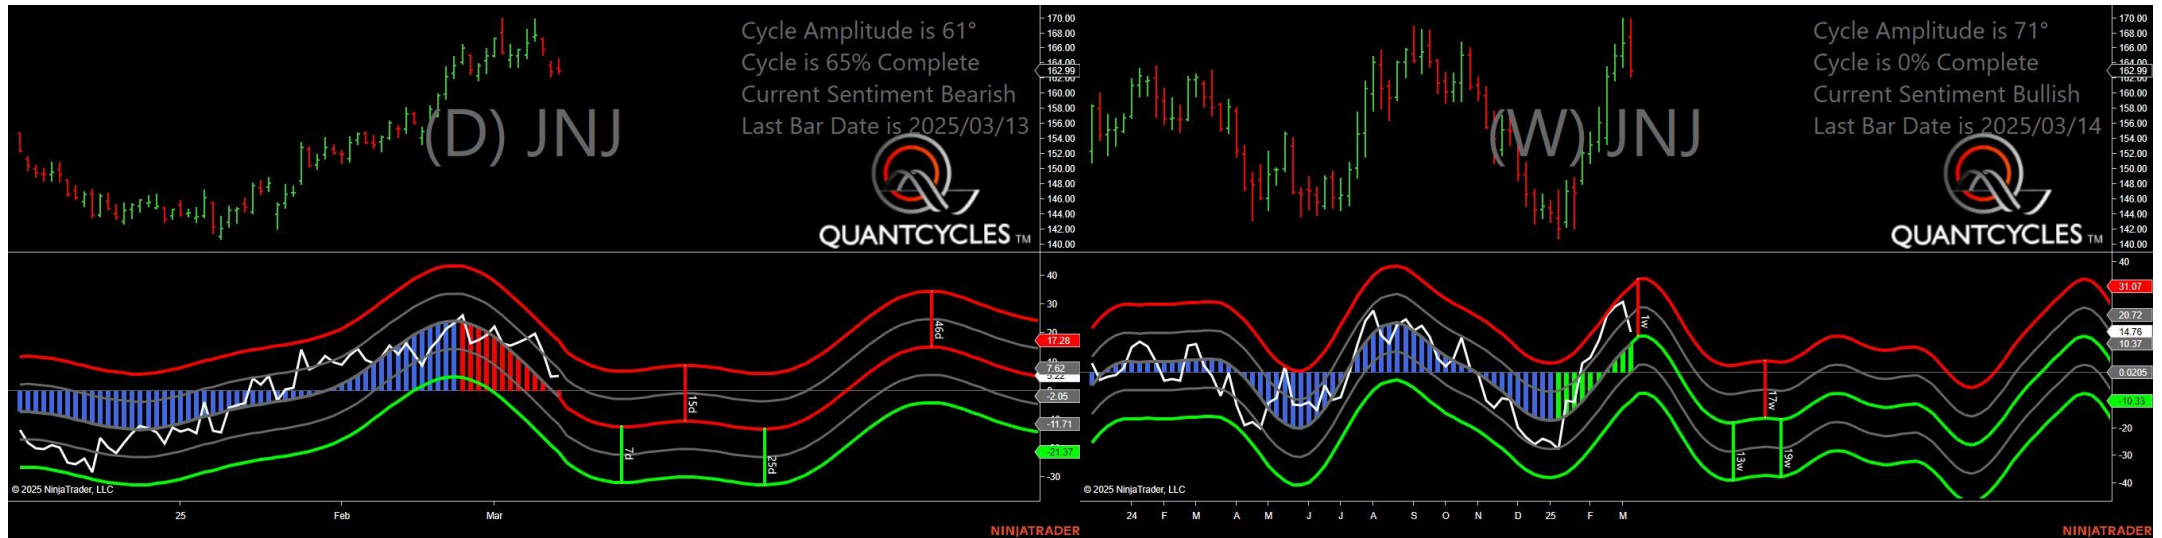 Cycle Amplitude is 61°
Cycle is 65% Complete
Current Sentiment Bearish
Last Bar Date is 2025/03/13
(D) JNJ
QUANTCYCLES TM
170.00
168.00
166.00
164.00
162.99
160.00
158.00
156.00
154.00
152.00
150.00
148.00
146.00
144.00
142.00
140.00
40
30
17.28
7.62
5.22
-2.05
-11.71
-21.37
-30
46d
15d
7d
25d
© 2025 NinjaTrader, LLC
25 Feb Mar
NINJATRADER
Cycle Amplitude is 71°
Cycle is 0% Complete
Current Sentiment Bullish
Last Bar Date is 2025/03/14
(W) JNJ
QUANTCYCLES TM
170.00
168.00
166.00
164.00
162.99
160.00
158.00
156.00
154.00
152.00
150.00
148.00
146.00
144.00
142.00
140.00
40
31.07
20.72
14.76
10.37
0.0205
-10.33
-20
-30
-40
1w
17w
13w
19w
© 2025 NinjaTrader, LLC
24 F M A M J J A S O N D 25 F M
NINJATRADER